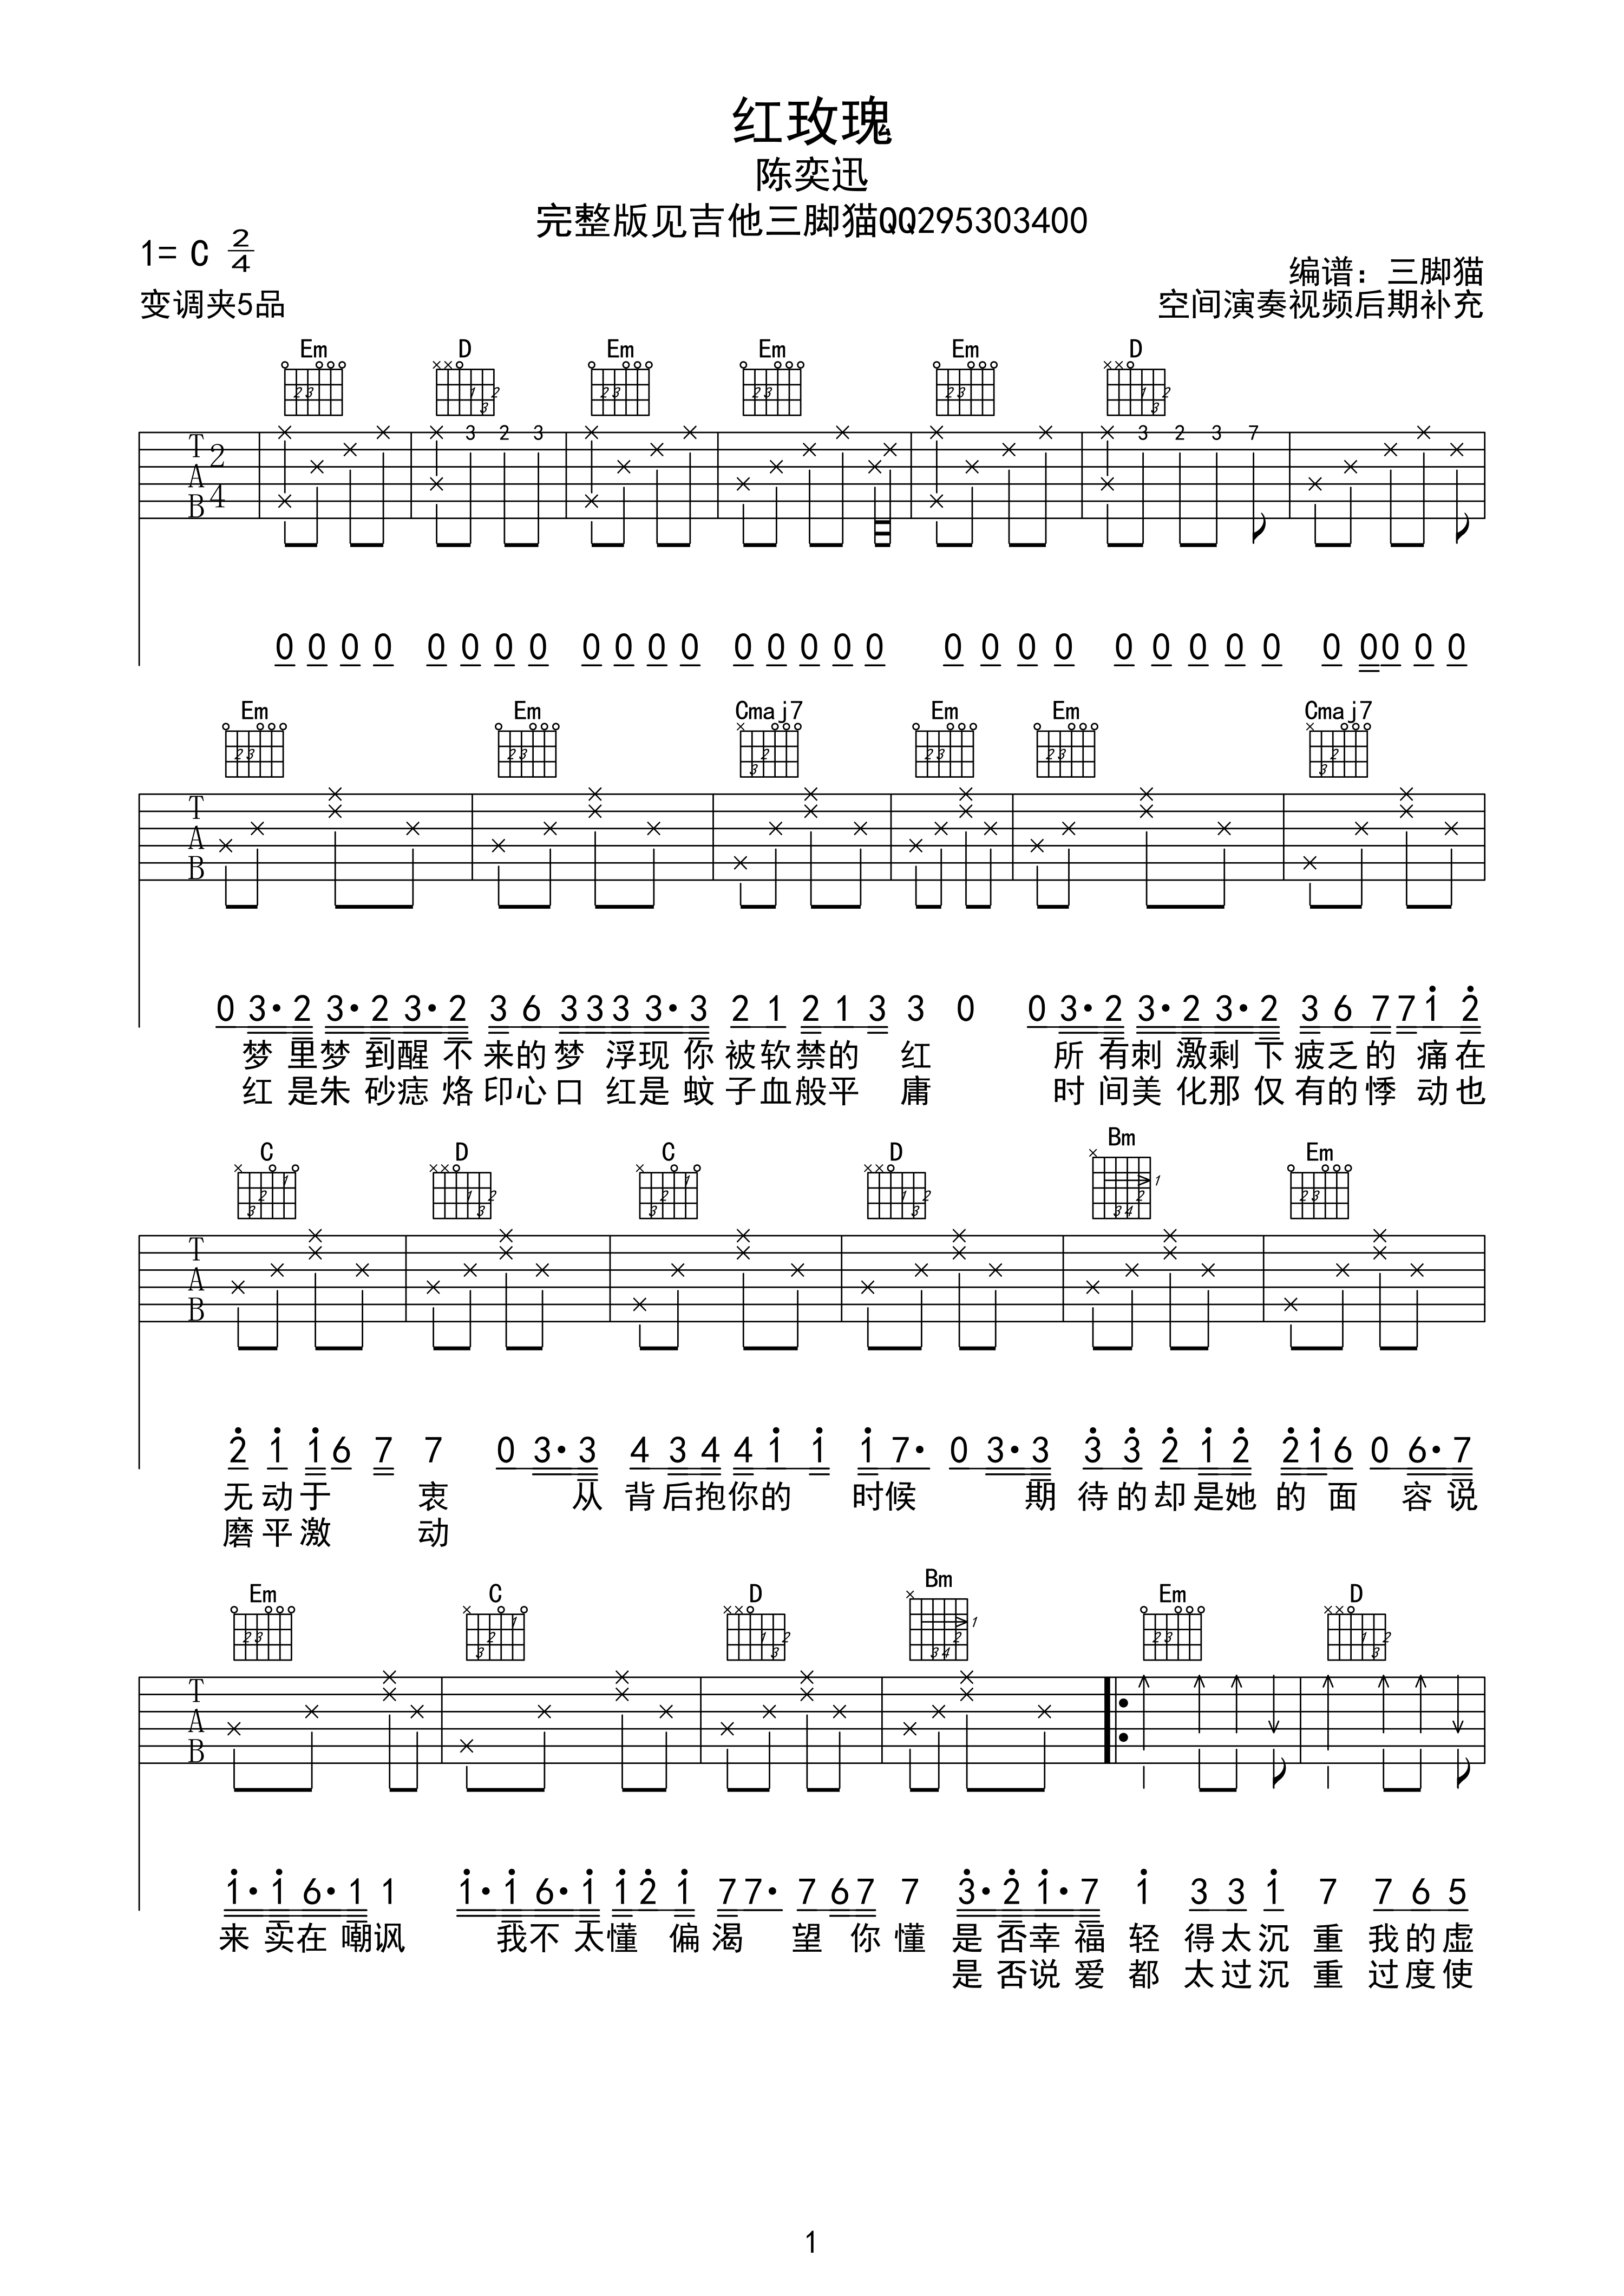 红玫瑰
陈奕迅
完整版见吉他三脚猫QQ295303400
1= C 2/4
编谱：三脚猫
变调夹5品
空间演奏视频后期补充
Em D Em Em Em D
T A B 2 4
3 2 3 3 2 3 7
0 0 0 0 0 0 0 0 0 0 0 0 0 0 0 0 0 0 0 0 0 0 0 0 0 0 0 0 0 0 0
Em Em Cmaj7 Em Em Cmaj7
T A B
0 3· 2 3· 2 3· 2 3 6 3 3 3 3· 3 2 1 2 1 3 3 0 0 3· 2 3· 2 3· 2 3 6 7 7 1̇ 2̇
梦 里梦 到醒 不 来的 梦 浮现 你 被软禁的 红 所 有刺 激剩 下 疲乏的 痛在
红 是朱 砂痣 烙 印心 口 红是 蚊 子血般平 庸 时 间美 化那 仅 有的悸 动也
C D C D Bm Em
T A B
2̇ 1̇ 1̇ 6 7 7 0 3· 3 4 3 4 4 1̇ 1̇ 1̇ 7· 0 3· 3 3̇ 3̇ 2̇ 1̇ 2̇ 2̇ 1̇ 6 0 6· 7
无动于 衷 从 背后抱你的 时候 期 待的却是她 的 面 容说
磨平激 动
Em C D Bm Em D
T A B
1̇· 1̇ 6· 1 1 1̇· 1̇ 6· 1̇ 1̇ 2̇ 1̇ 7 7· 7 6 7 7 3̇· 2̇ 1̇· 7 1̇ 3 3 1̇ 7 7 6 5
来 实在 嘲讽 我不 太懂 偏 渴 望 你 懂 是 否幸 福 轻 得太沉 重 我的虚
是 否说 爱 都 太过沉 重 过度使
1